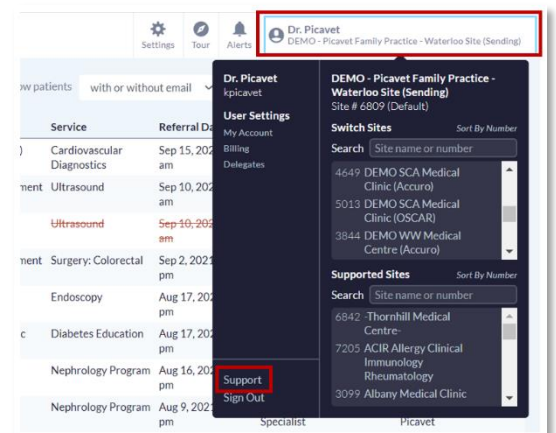 Settings
Tour
Alerts
Dr. Picavet
DEMO - Picavet Family Practice - Waterloo Site (Sending)
ow patients
with or without email
Service
Referral Da
Cardiovascular
Diagnostics
Sep 15, 202
am
ment
Ultrasound
Sep 10, 202
am
Ultrasound
Sep 10, 202
am
ment
Surgery: Colorectal
Sep 2, 2021
pm
Endoscopy
Aug 17, 202
pm
c
Diabetes Education
Aug 17, 202
pm
Nephrology Program
Aug 16, 202
pm
Nephrology Program
Aug 9, 2021
pm
Specialist
Picavet
Dr. Picavet
kpicavet
User Settings
My Account
Billing
Delegates
Support
Sign Out
DEMO - Picavet Family Practice -
Waterloo Site (Sending)
Site # 6809 (Default)
Switch Sites
Sort By Number
Search
Site name or number
4649 DEMO SCA Medical
Clinic (Accuro)
5013 DEMO SCA Medical
Clinic (OSCAR)
3844 DEMO WW Medical
Centre (Accuro)
Supported Sites
Sort By Number
Search
Site name or number
6842 -Thornhill Medical
Centre-
7205 ACIR Allergy Clinical
Immunology
Rheumatology
3099 Albany Medical Clinic